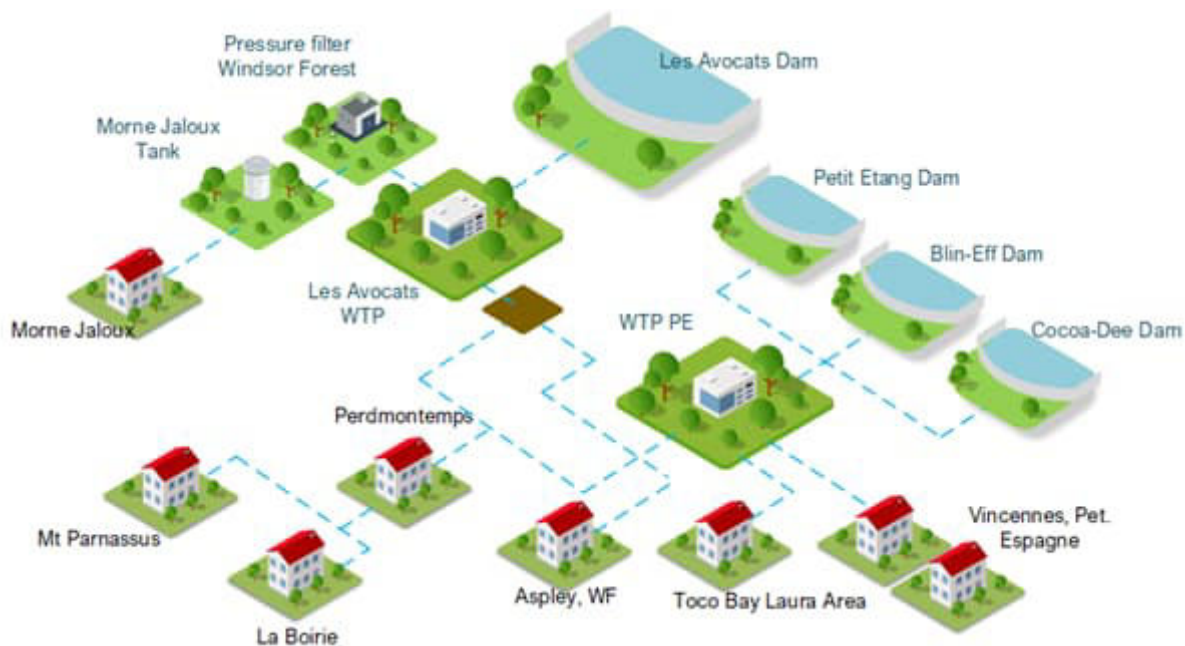 Pressure filter
Windsor Forest
Les Avocats Dam
Morne Jaloux
Tank
Petit Etang Dam
Blin-Eff Dam
Les Avocats
WTP
WTP PE
Cocoa-Dee Dam
Morne Jaloux
Perdmontemps
Mt Parnassus
Vincennes, Pet.
Espagne
Aspley, WF
Toco Bay Laura Area
La Boirie